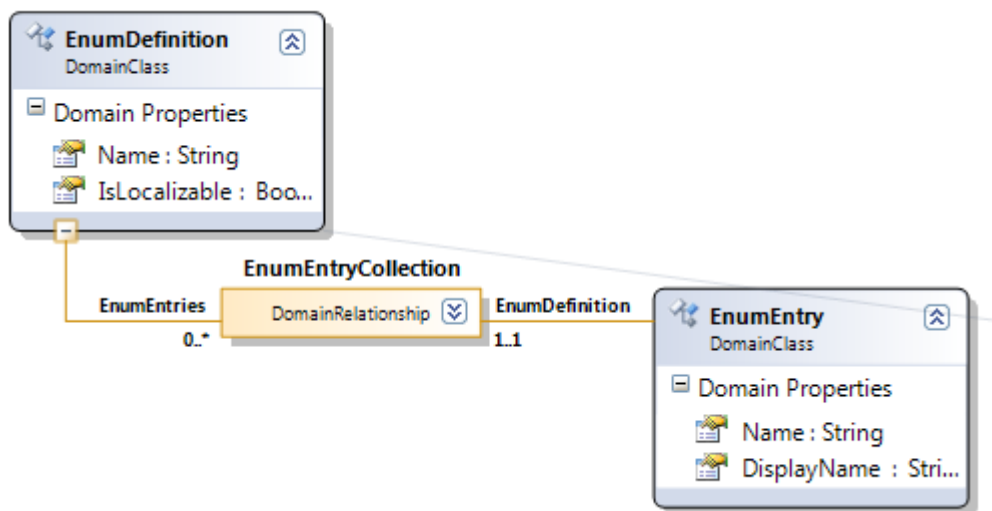 EnumDefinition
DomainClass
Domain Properties
Name : String
IsLocalizable : Boo...
EnumEntryCollection
EnumEntries
DomainRelationship
EnumDefinition
0..*
1..1
EnumEntry
DomainClass
Domain Properties
Name : String
DisplayName : Stri...